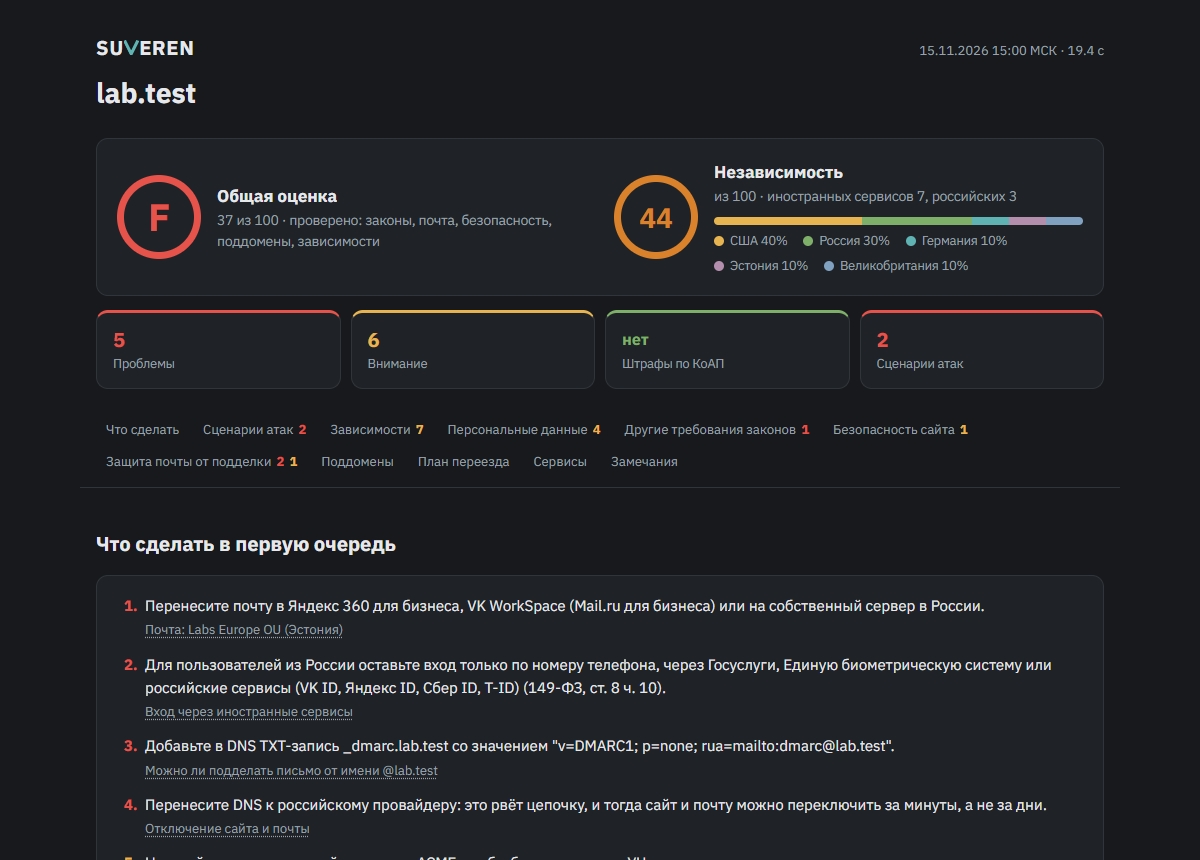 SUVEREN
15.11.2026 15:00 МСК · 19.4 с
lab.test
F
Общая оценка
37 из 100 · проверено: законы, почта, безопасность,
поддомены, зависимости
44
Независимость
из 100 · иностранных сервисов 7, российских 3
США 40% Россия 30% Германия 10%
Эстония 10% Великобритания 10%
5
Проблемы
6
Внимание
нет
Штрафы по КоАП
2
Сценарии атак
Что сделать Сценарии атак 2 Зависимости 7 Персональные данные 4 Другие требования законов 1 Безопасность сайта 1
Защита почты от подделки 2 1 Поддомены План переезда Сервисы Замечания
Что сделать в первую очередь
1. Перенесите почту в Яндекс 360 для бизнеса, VK WorkSpace (Mail.ru для бизнеса) или на собственный сервер в России.
Почта: Labs Europe OU (Эстония)
2. Для пользователей из России оставьте вход только по номеру телефона, через Госуслуги, Единую биометрическую систему или
российские сервисы (VK ID, Яндекс ID, Сбер ID, T-ID) (149-ФЗ, ст. 8 ч. 10).
Вход через иностранные сервисы
3. Добавьте в DNS TXT-запись _dmarc.lab.test со значением "v=DMARC1; p=none; rua=mailto:dmarc@lab.test".
Можно ли подделать письмо от имени @lab.test
4. Перенесите DNS к российскому провайдеру: это рвёт цепочку, и тогда сайт и почту можно переключить за минуты, а не за дни.
Отключение сайта и почты